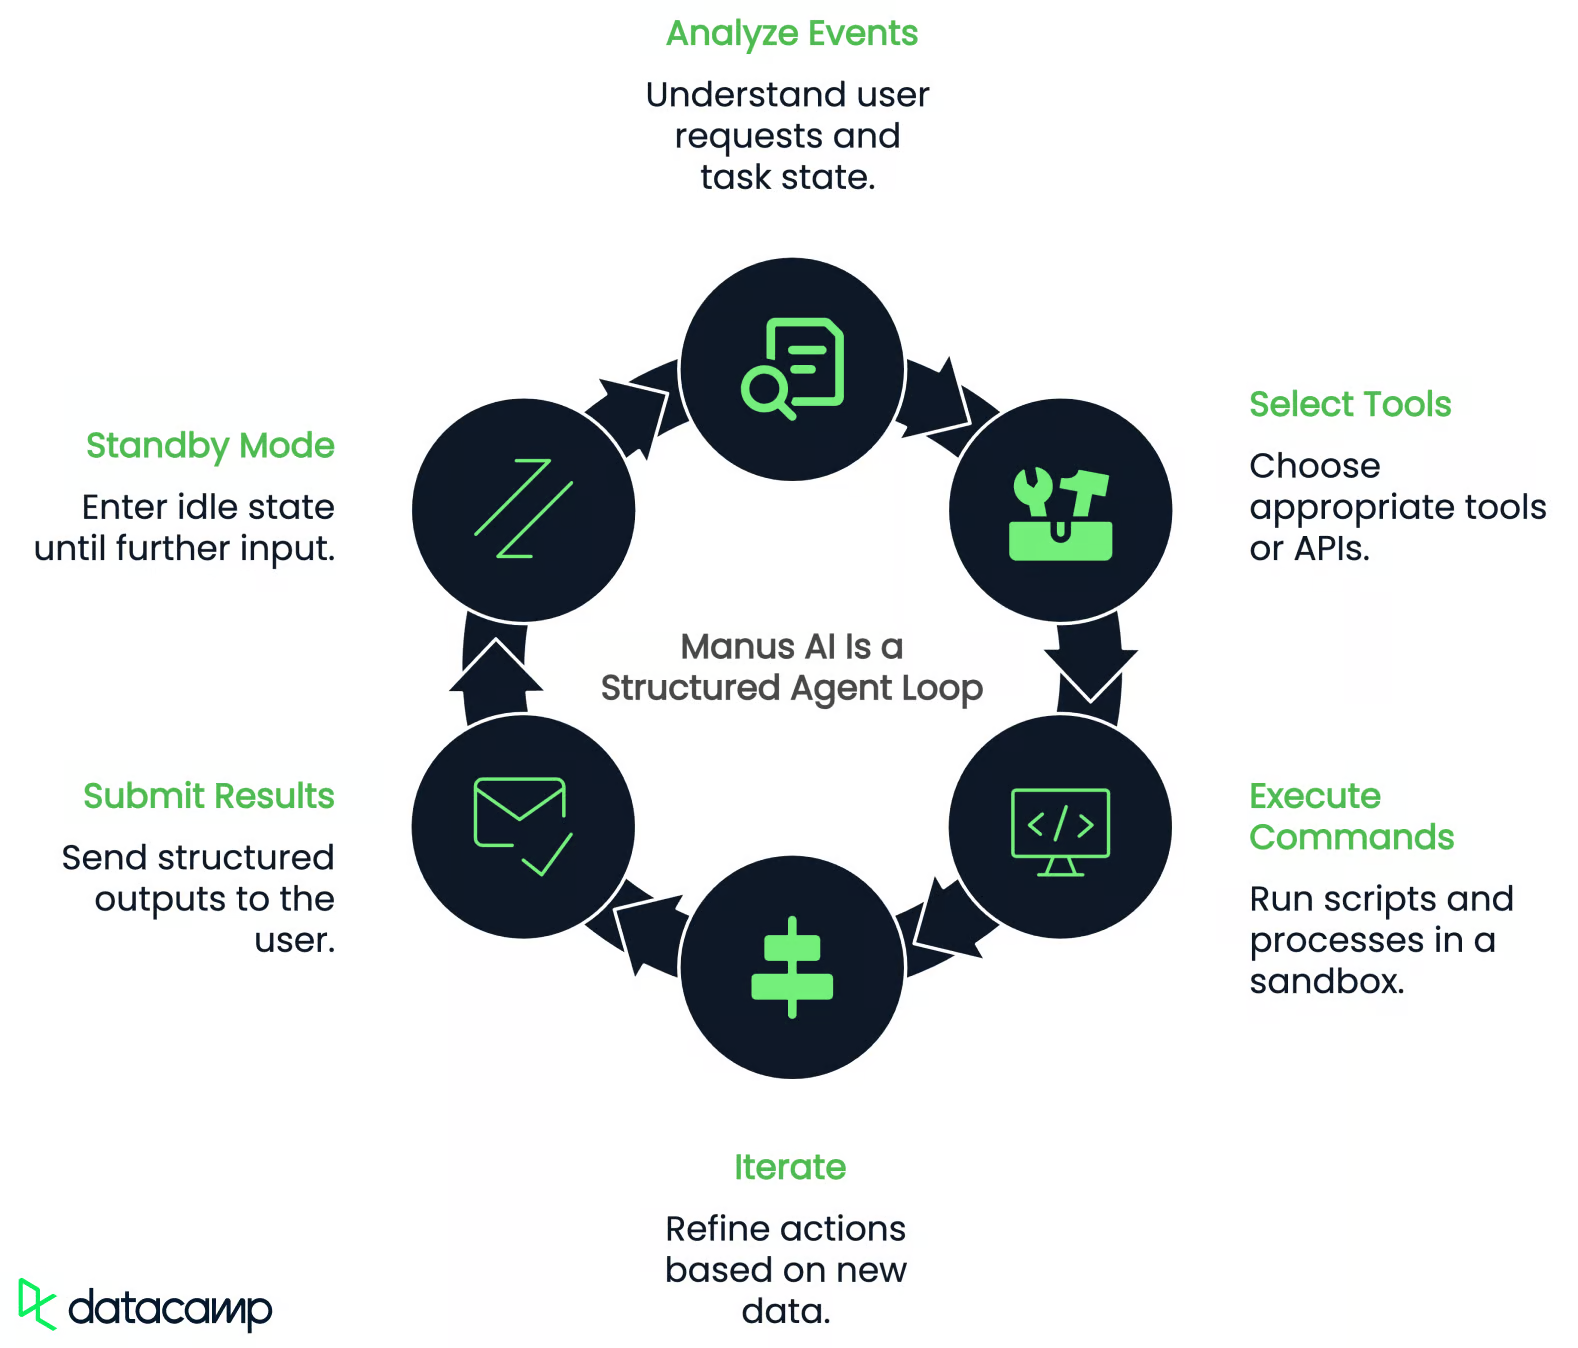 Analyze Events
Understand user
requests and
task state.
Select Tools
Choose
appropriate tools
or APIs.
Standby Mode
Enter idle state
until further input.
Manus AI Is a
Structured Agent Loop
Execute
Commands
Run scripts and
processes in a
sandbox.
Submit Results
Send structured
outputs to the
user.
Iterate
Refine actions
based on new
data.
datacamp